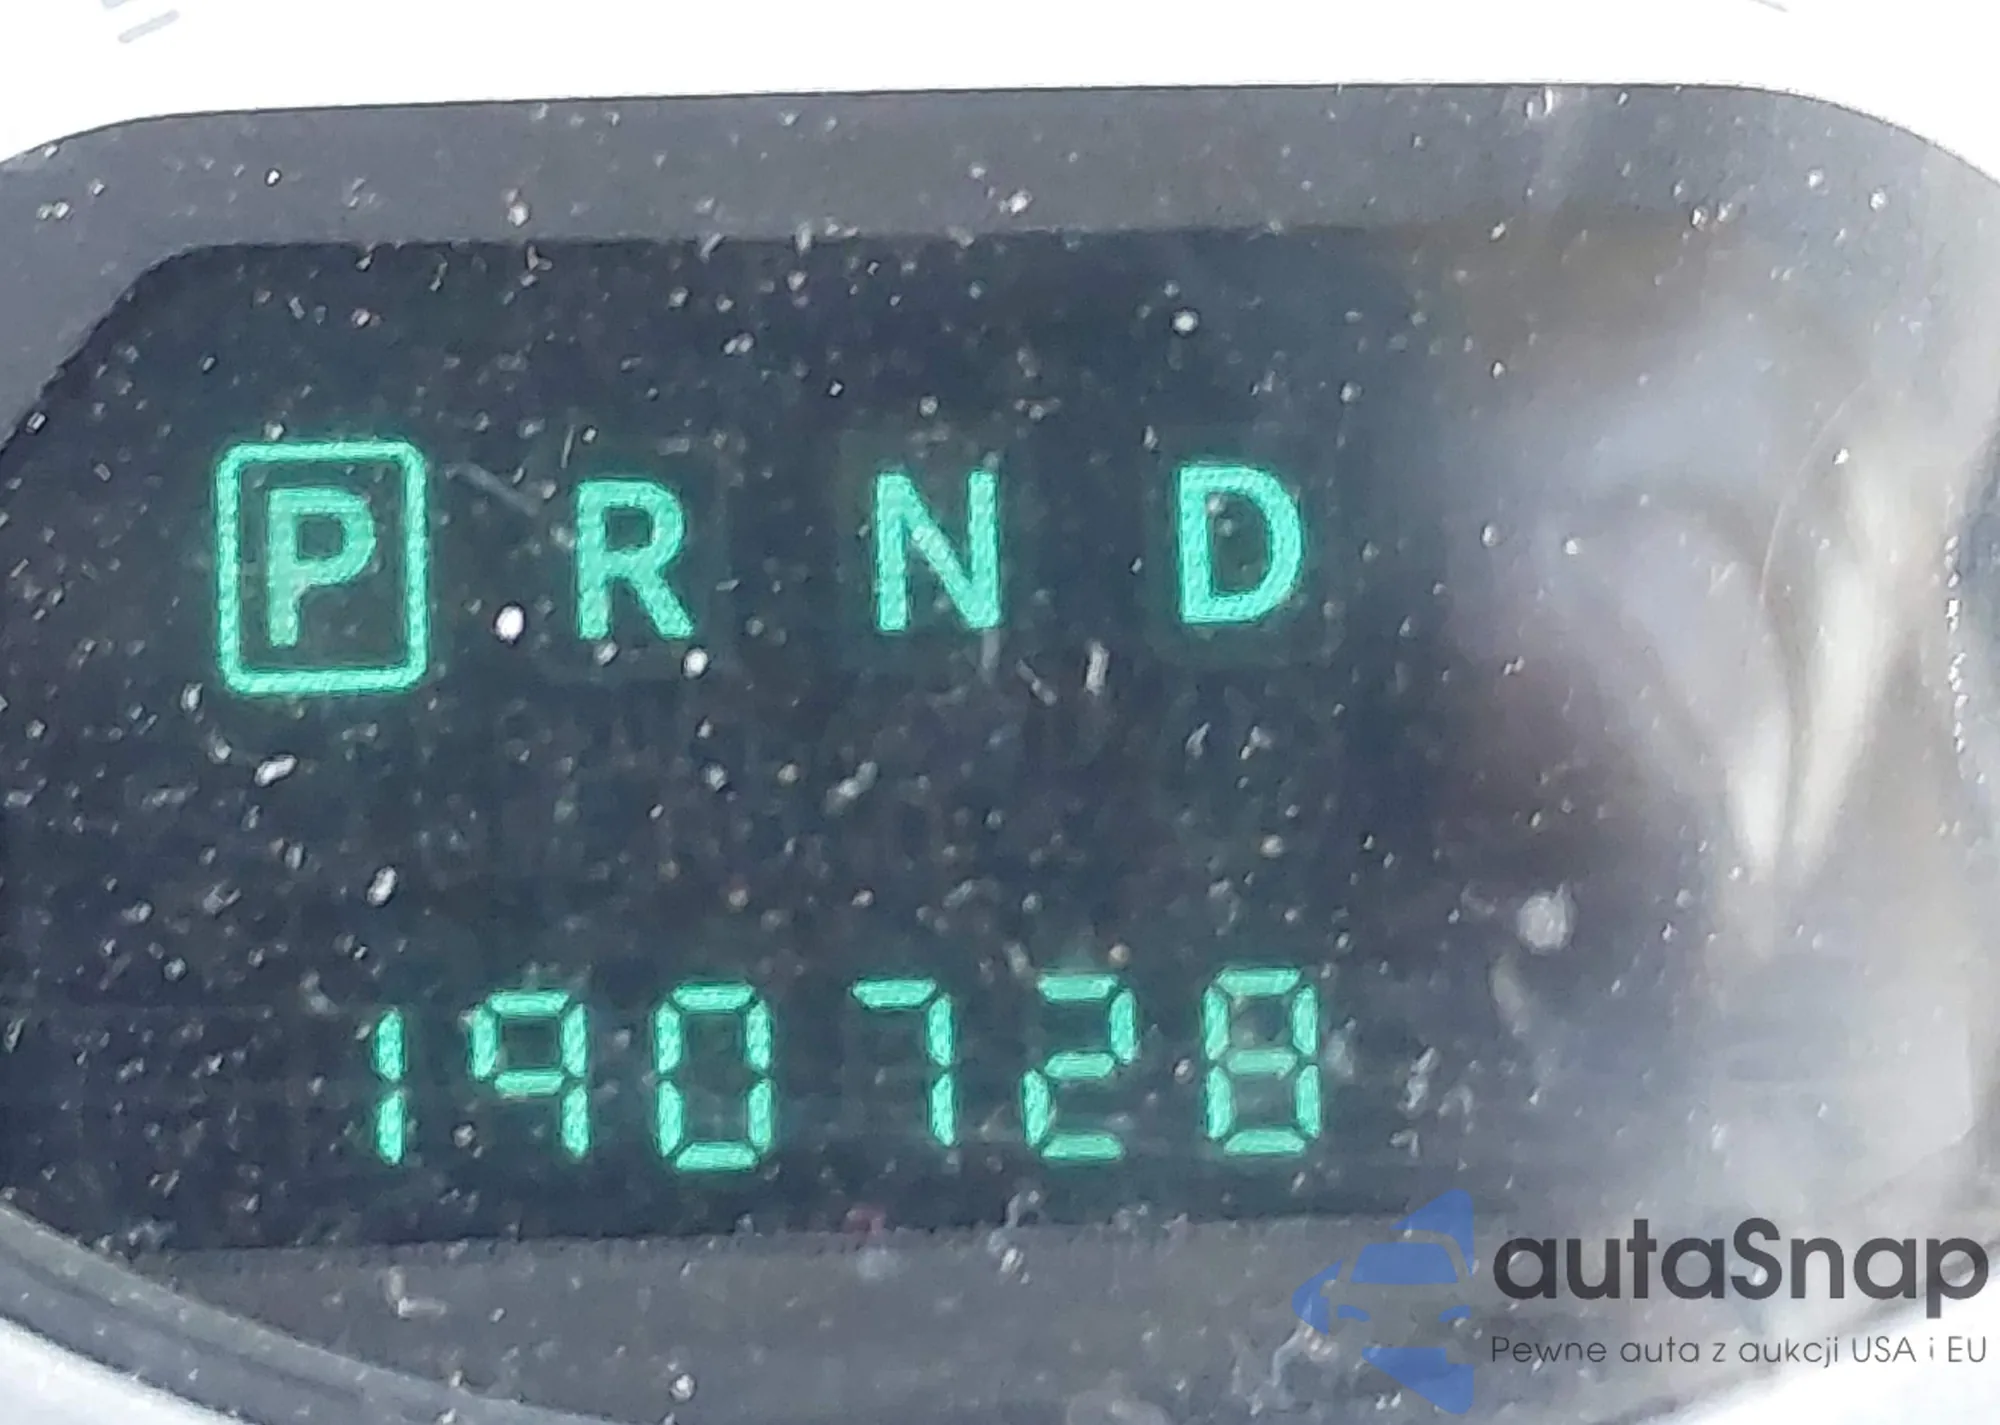 P R N D
190728
autaSnap
Pewne auta z aukcji USA i EU